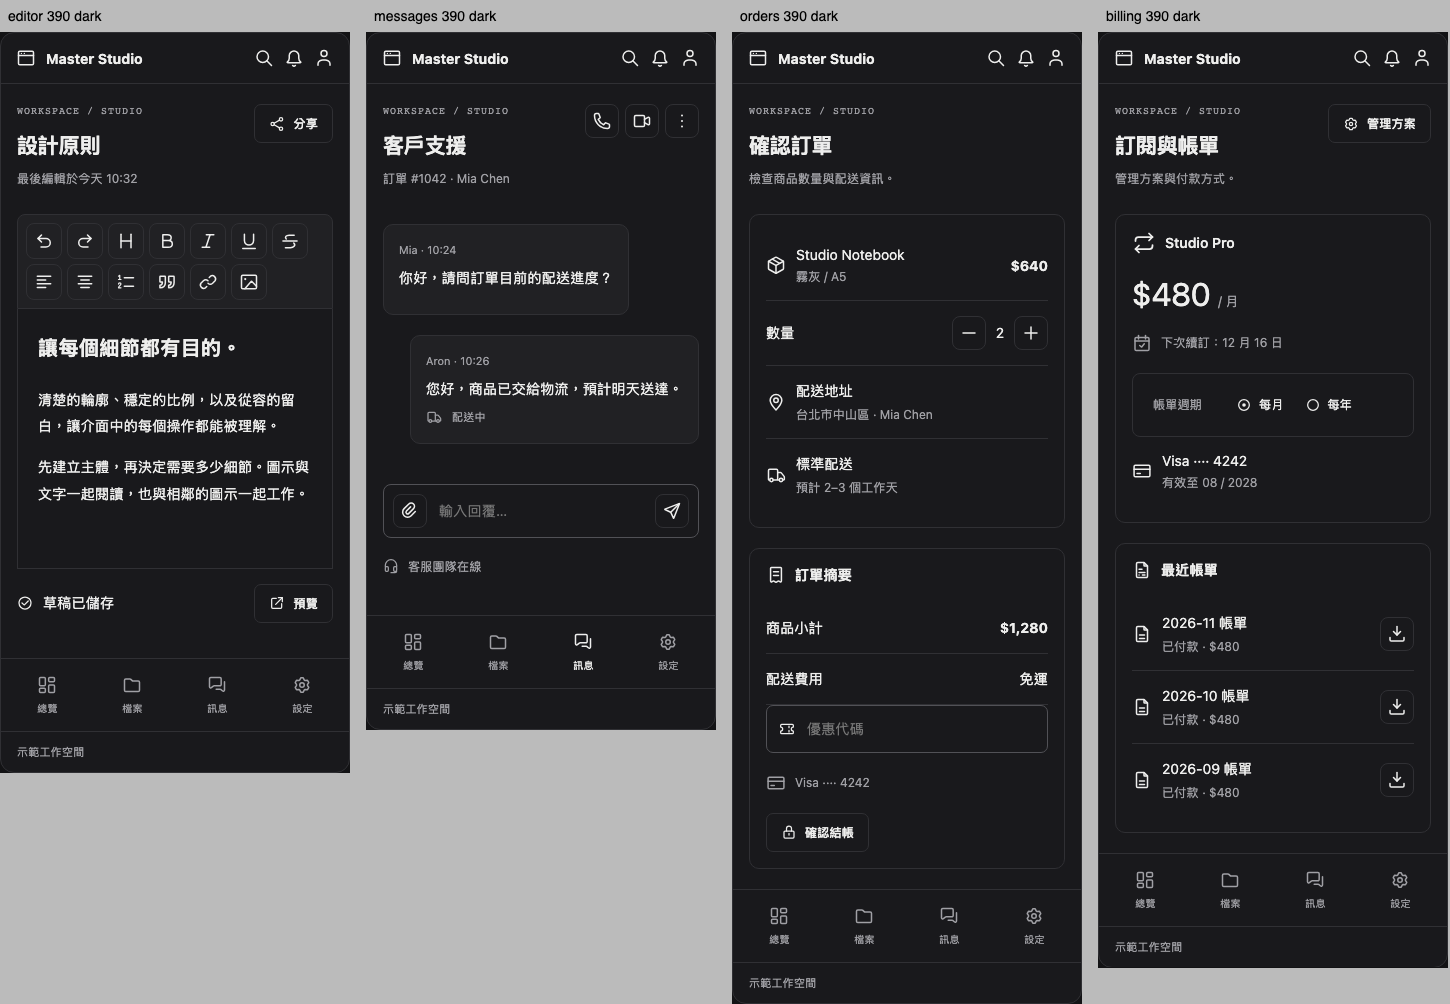 editor 390 dark
Master Studio
WORKSPACE / STUDIO
設計原則
分享
最後編輯於今天 10:32
讓每個細節都有目的。
清楚的輪廓、穩定的比例，以及從容的留
白，讓介面中的每個操作都能被理解。
先建立主體，再決定需要多少細節。圖示與
文字一起閱讀，也與相鄰的圖示一起工作。
草稿已儲存
預覽
總覽
檔案
訊息
設定
示範工作空間
messages 390 dark
Master Studio
WORKSPACE / STUDIO
客戶支援
訂單 #1042 · Mia Chen
Mia · 10:24
你好，請問訂單目前的配送進度？
Aron · 10:26
您好，商品已交給物流，預計明天送達。
配送中
輸入回覆...
客服團隊在線
總覽
檔案
訊息
設定
示範工作空間
orders 390 dark
Master Studio
WORKSPACE / STUDIO
確認訂單
檢查商品數量與配送資訊。
Studio Notebook
霧灰 / A5
$640
數量
2
配送地址
台北市中山區 · Mia Chen
標準配送
預計 2–3 個工作天
訂單摘要
商品小計
$1,280
配送費用
免運
優惠代碼
Visa ···· 4242
確認結帳
總覽
檔案
訊息
設定
示範工作空間
billing 390 dark
Master Studio
WORKSPACE / STUDIO
訂閱與帳單
管理方案
管理方案與付款方式。
Studio Pro
$480 / 月
下次續訂：12 月 16 日
帳單週期
每月
每年
Visa ···· 4242
有效至 08 / 2028
最近帳單
2026-11 帳單
已付款 · $480
2026-10 帳單
已付款 · $480
2026-09 帳單
已付款 · $480
總覽
檔案
訊息
設定
示範工作空間